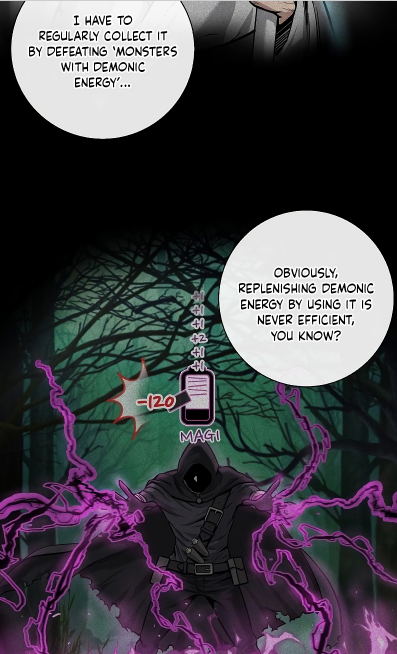 I HAVE TO
REGULARLY COLLECT IT
BY DEFEATING 'MONSTERS
WITH DEMONIC
ENERGY'...
OBVIOUSLY,
REPLENISHING DEMONIC
ENERGY BY USING IT IS
NEVER EFFICIENT,
YOU KNOW?
+1
+1
+1
+2
+1
+1
-120
MAGI